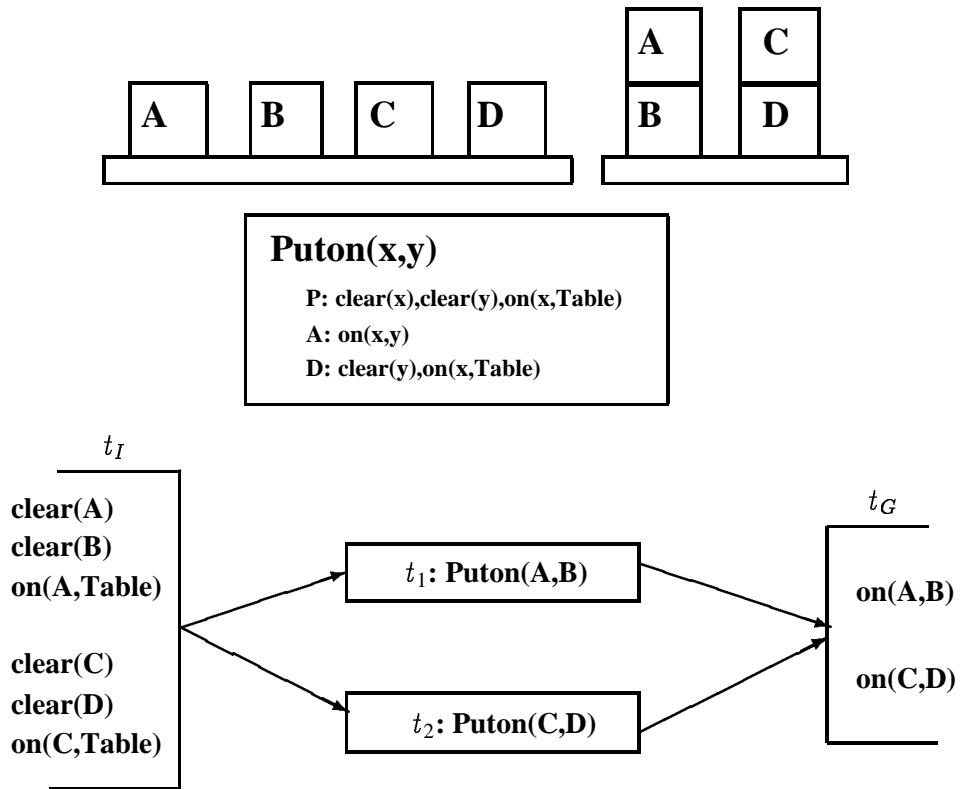 A C
A B C D B D
Puton(x,y)
P: clear(x),clear(y),on(x,Table)
A: on(x,y)
D: clear(y),on(x,Table)
t_I
clear(A)
clear(B)
on(A,Table)
clear(C)
clear(D)
on(C,Table)
t_1: Puton(A,B)
t_2: Puton(C,D)
t_G
on(A,B)
on(C,D)